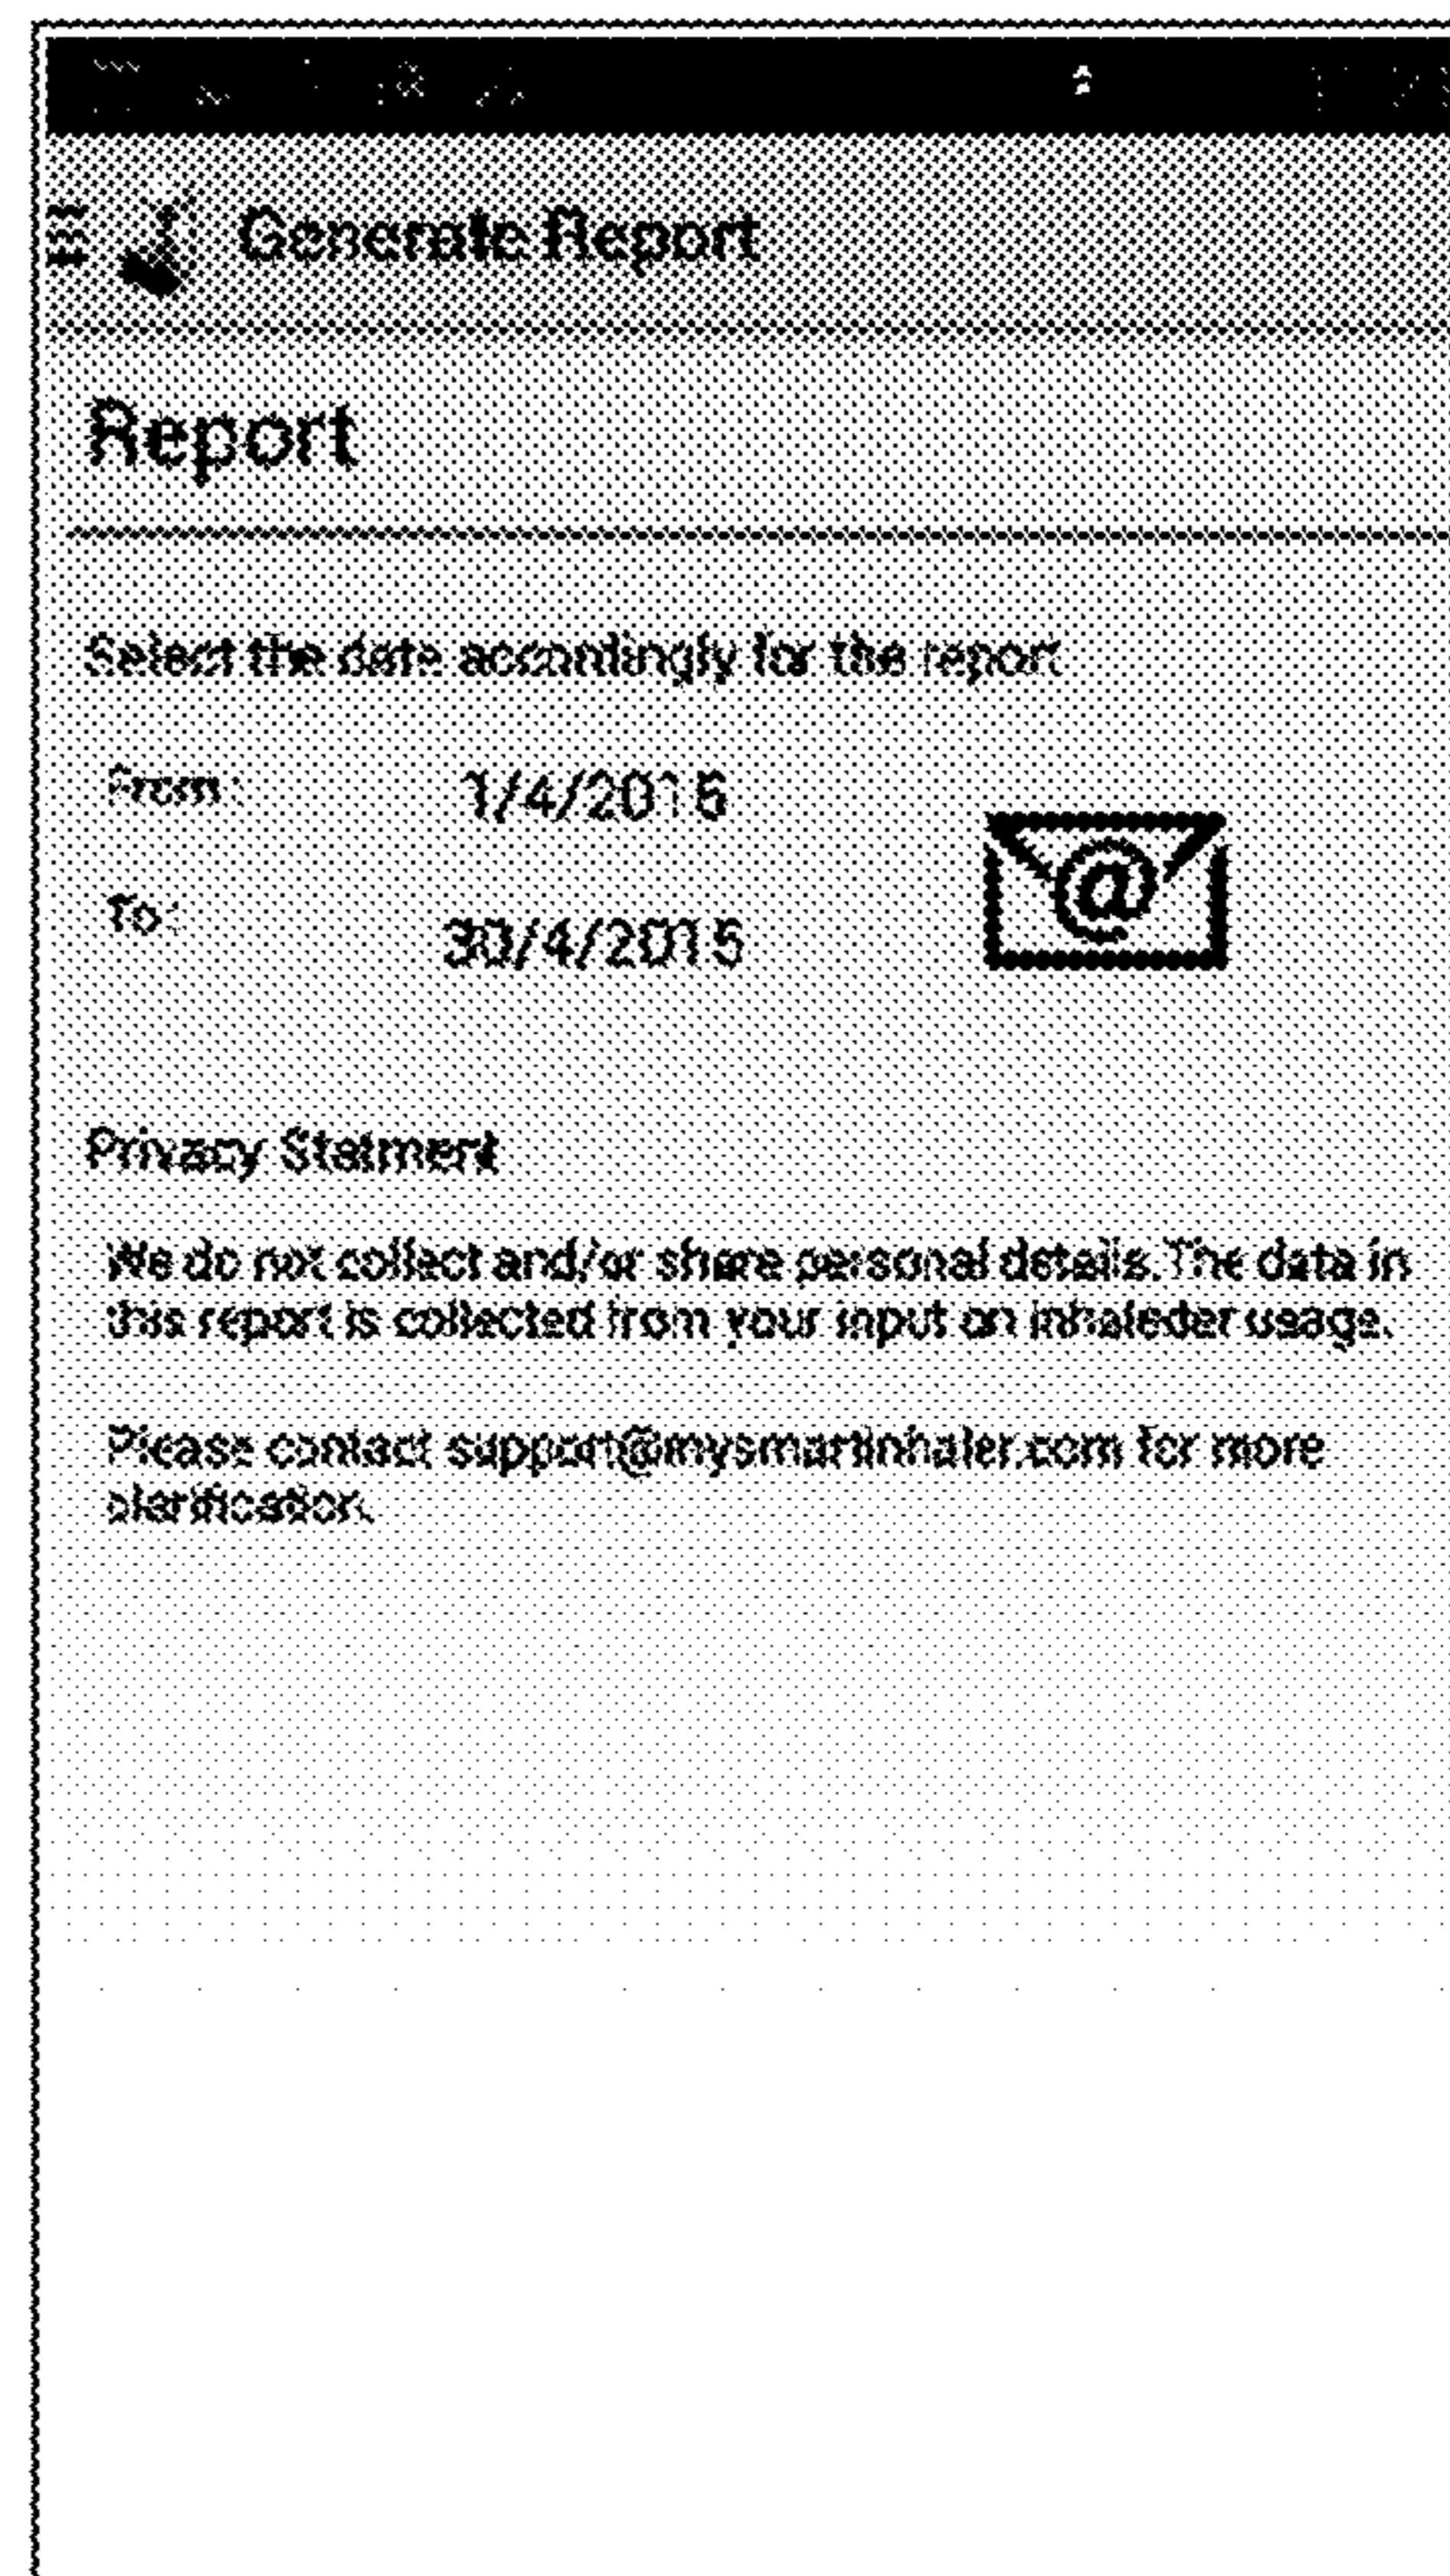 Generate Report
Report
Select the date accordingly for the report
From :
1/4/2015
To :
30/4/2015
@
Privacy Statment
We do not collect and/or share personal details.The data in
this report is collected from your input on inhaleder usage.
Please contact support@mysmartinhaler.com for more
clarification.